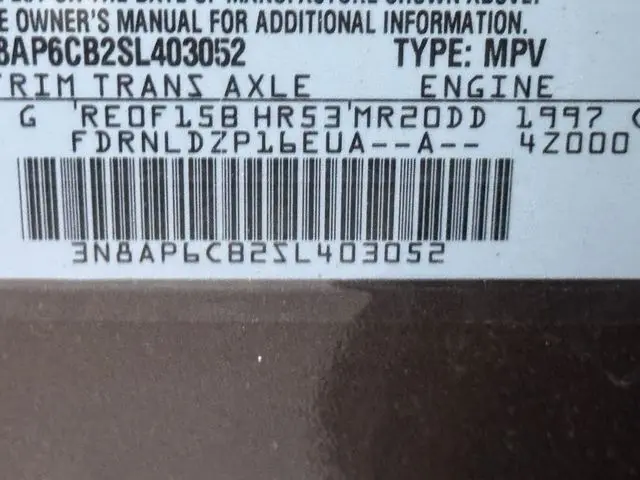 OWNER'S MANUAL FOR ADDITIONAL INFORMATION.
8AP6CB2SL403052 TYPE: MPV
TRIM TRANS AXLE ENGINE
G 'RE0F15B HR53'MR20DD 1997
FDRNLDZP16EUA--A-- 4Z000
3N8AP6CB2SL403052